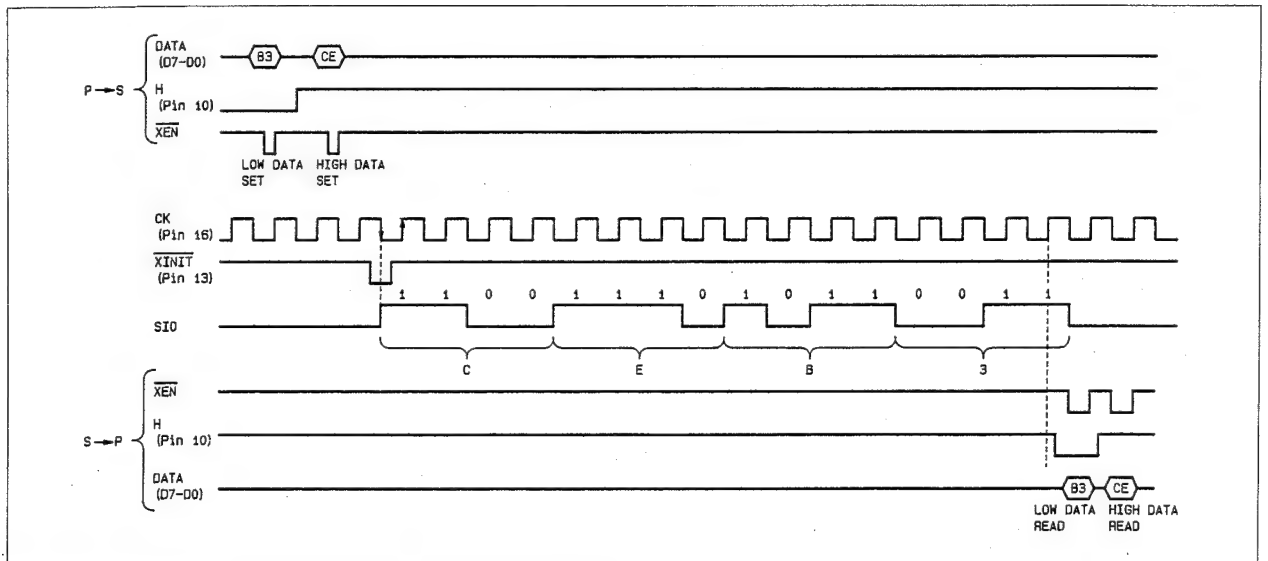 DATA
(D7-D0)
B3
CE
P→S
H
(Pin 10)
XEN
LOW DATA
SET
HIGH DATA
SET
CK
(Pin 16)
XINIT
(Pin 13)
1 1 0 0 1 1 1 0 1 0 1 1 0 0 1 1
SIO
C E B 3
XEN
S→P
H
(Pin 10)
DATA
(D7-D0)
B3
CE
LOW DATA
READ
HIGH DATA
READ